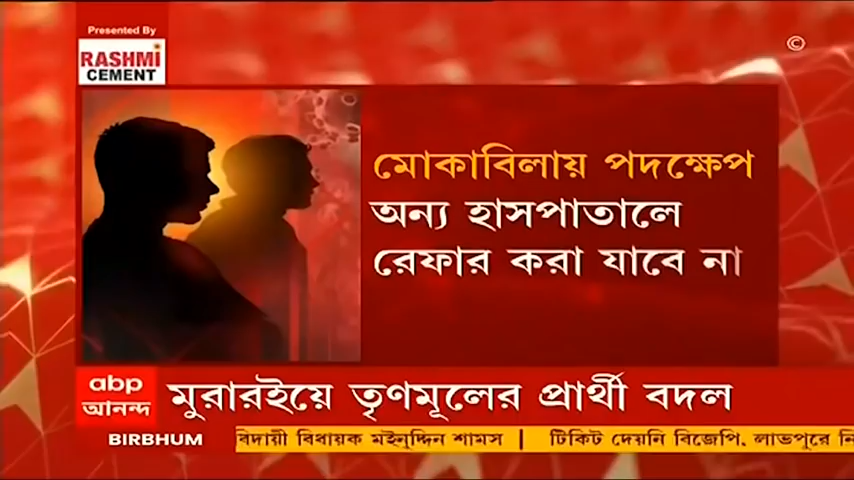 Presented By
RASHMI
CEMENT
©
মোকাবিলায় পদক্ষেপ
অন্য হাসপাতালে
রেফার করা যাবে না
abp
আনন্দ
মুরারইয়ে তৃণমূলের প্রার্থী বদল
BIRBHUM
বিদায়ী বিধায়ক মইনুদ্দিন শামস | টিকিট দেয়নি বিজেপি, লাভপুরে